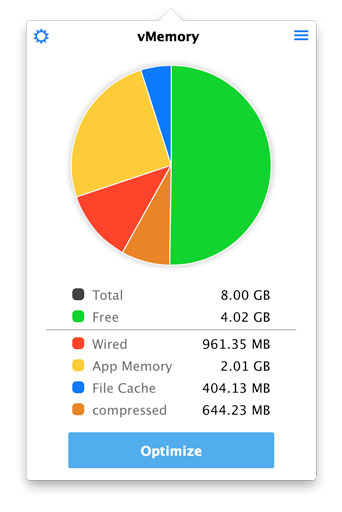 vMemory
Total 8.00 GB
Free 4.02 GB
Wired 961.35 MB
App Memory 2.01 GB
File Cache 404.13 MB
compressed 644.23 MB
Optimize